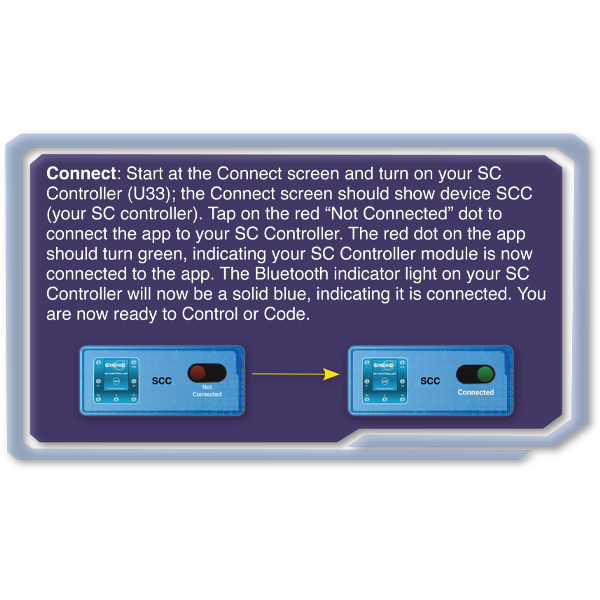 Connect: Start at the Connect screen and turn on your SC
Controller (U33); the Connect screen should show device SCC
(your SC controller). Tap on the red “Not Connected” dot to
connect the app to your SC Controller. The red dot on the app
should turn green, indicating your SC Controller module is now
connected to the app. The Bluetooth indicator light on your SC
Controller will now be a solid blue, indicating it is connected. You
are now ready to Control or Code.
SCC
Not
Connected
SCC
Connected